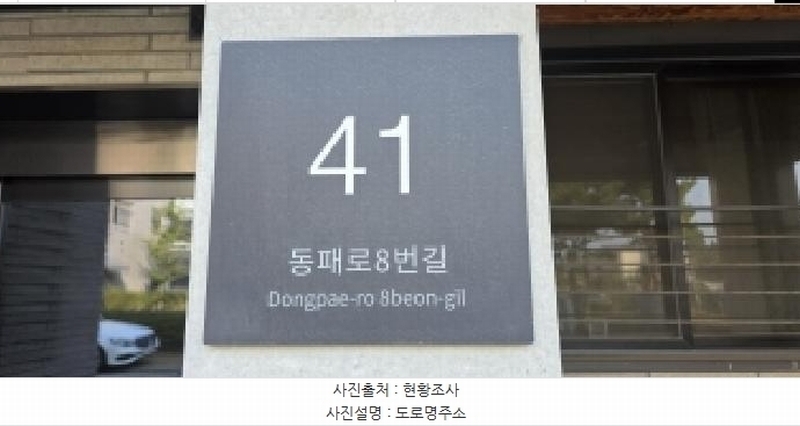 41
동패로8번길
Dongpae-ro 8beon-gil
사진출처 : 현황조사
사진설명 : 도로명주소